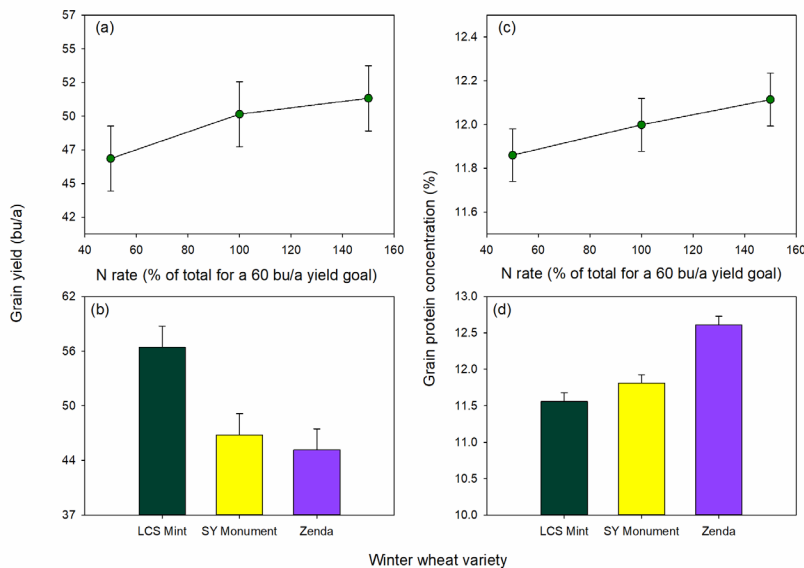 Grain yield (bu/a)
(a)
57
55
52
50
47
45
42
40 60 80 100 120 140 160
N rate (% of total for a 60 bu/a yield goal)
(b)
62
56
50
44
37
LCS Mint SY Monument Zenda
Grain protein concentration (%)
(c)
12.4
12.2
12.0
11.8
11.6
40 60 80 100 120 140 160
N rate (% of total for a 60 bu/a yield goal)
(d)
13.0
12.5
12.0
11.5
11.0
10.5
10.0
LCS Mint SY Monument Zenda
Winter wheat variety